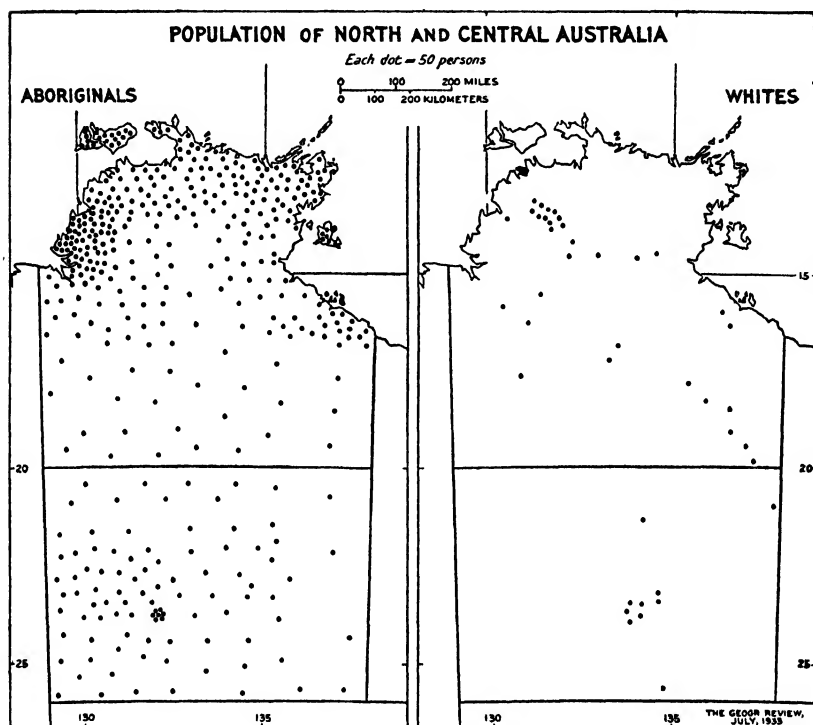 POPULATION OF NORTH AND CENTRAL AUSTRALIA
Each dot = 50 persons
0 100 200 MILES
0 100 200 KILOMETERS
ABORIGINALS
WHITES
15
20
20
25
25
130
135
130
135
THE GEOGR REVIEW,
JULY, 1933